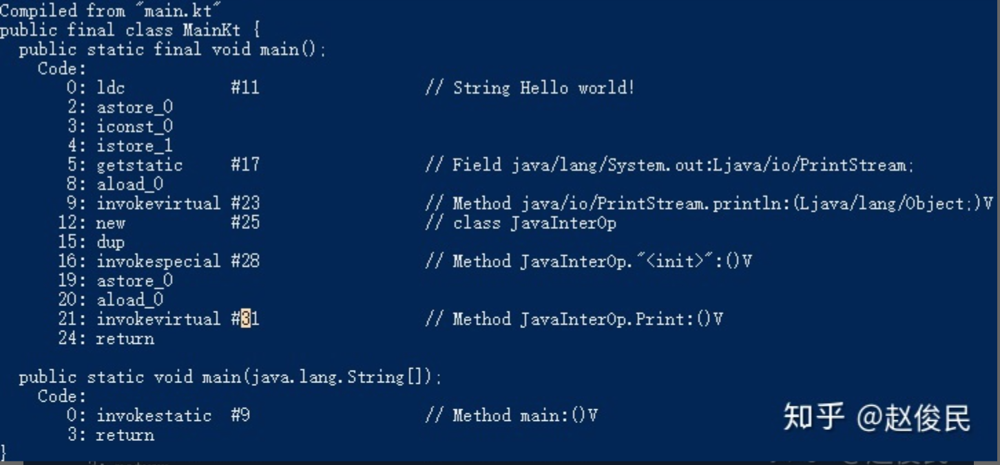 Compiled from "main.kt"
public final class MainKt {
  public static final void main();
    Code:
       0: ldc           #11                 // String Hello world!
       2: astore_0
       3: iconst_0
       4: istore_1
       5: getstatic     #17                 // Field java/lang/System.out:Ljava/io/PrintStream;
       8: aload_0
       9: invokevirtual #23                 // Method java/io/PrintStream.println:(Ljava/lang/Object;)V
      12: new           #25                 // class JavaInterOp
      15: dup
      16: invokespecial #28                 // Method JavaInterOp."<init>":()V
      19: astore_0
      20: aload_0
      21: invokevirtual #31                 // Method JavaInterOp.Print:()V
      24: return
  public static void main(java.lang.String[]);
    Code:
       0: invokestatic  #9                  // Method main:()V
       3: return
}
知乎 @赵俊民